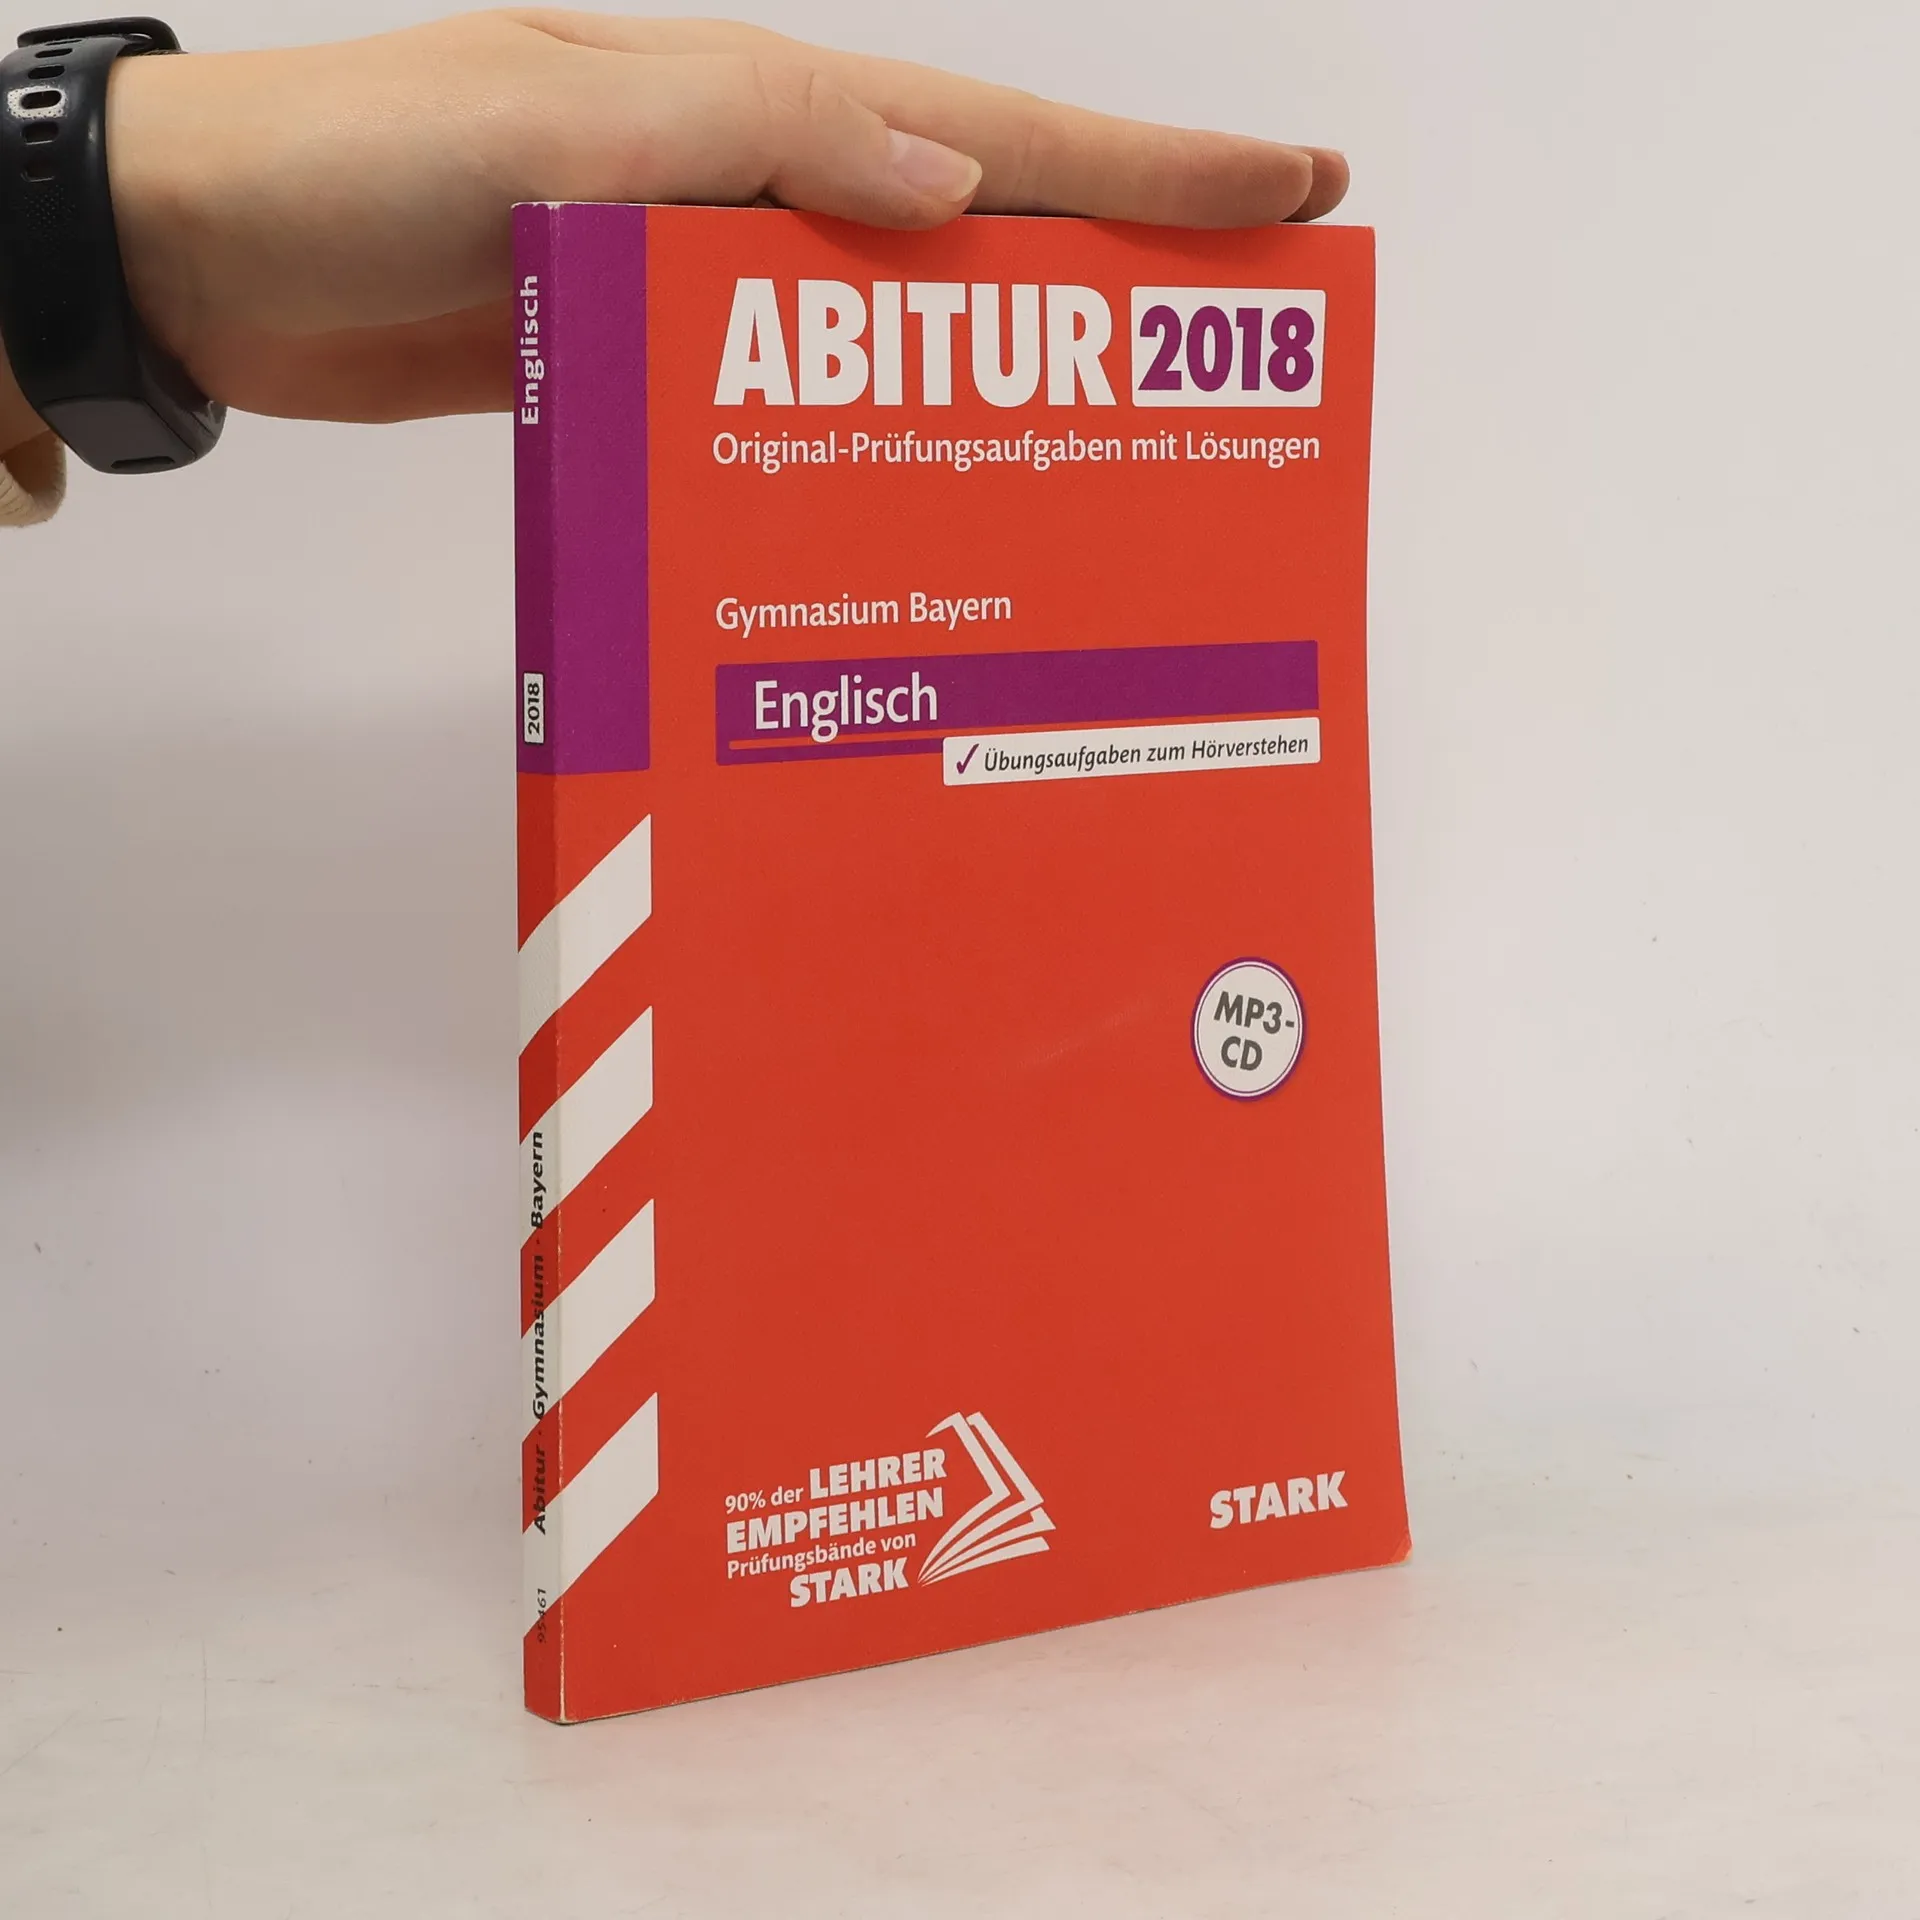 Englisch
2018
Abitur · Gymnasium · Bayern
95461
ABITUR 2018
Original-Prüfungsaufgaben mit Lösungen
Gymnasium Bayern
Englisch
✓ Übungsaufgaben zum Hörverstehen
MP3-
CD
90% der LEHRER
EMPFEHLEN
Prüfungsbände von
STARK
STARK